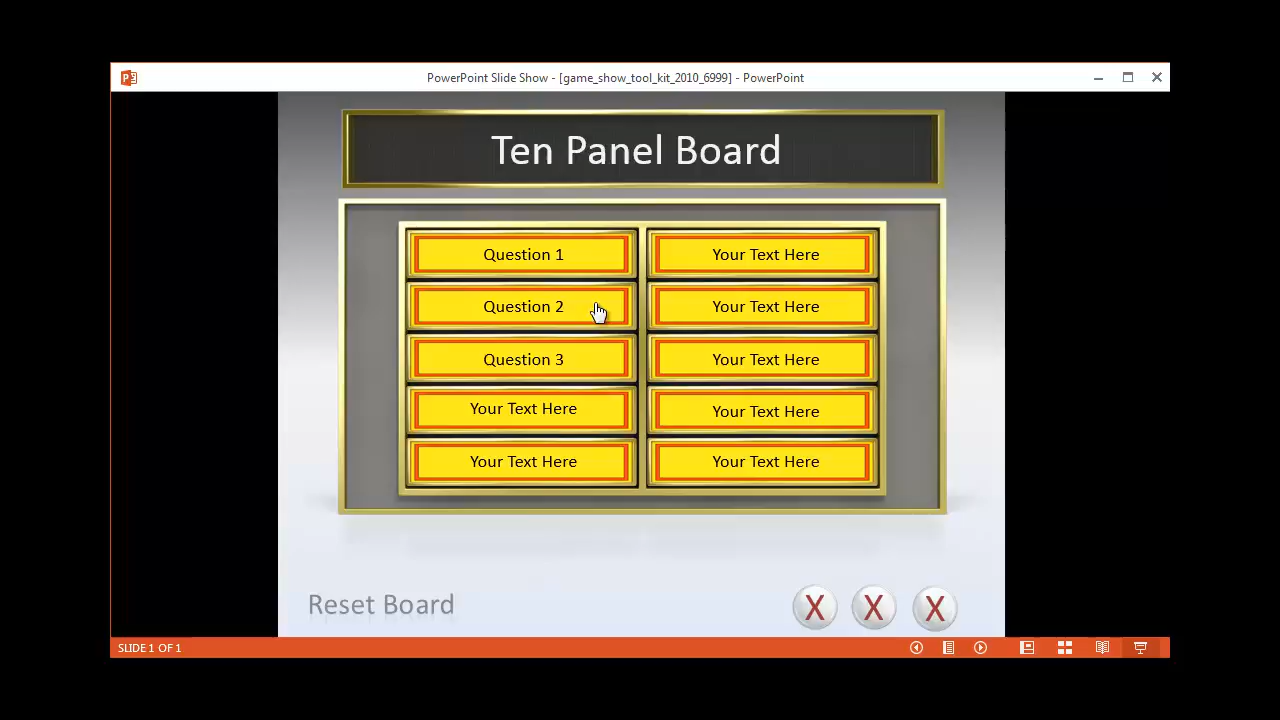 PowerPoint Slide Show - [game_show_tool_kit_2010_6999] - PowerPoint
Ten Panel Board
Question 1
Your Text Here
Question 2
Your Text Here
Question 3
Your Text Here
Your Text Here
Your Text Here
Your Text Here
Your Text Here
Reset Board
X X X
SLIDE 1 OF 1